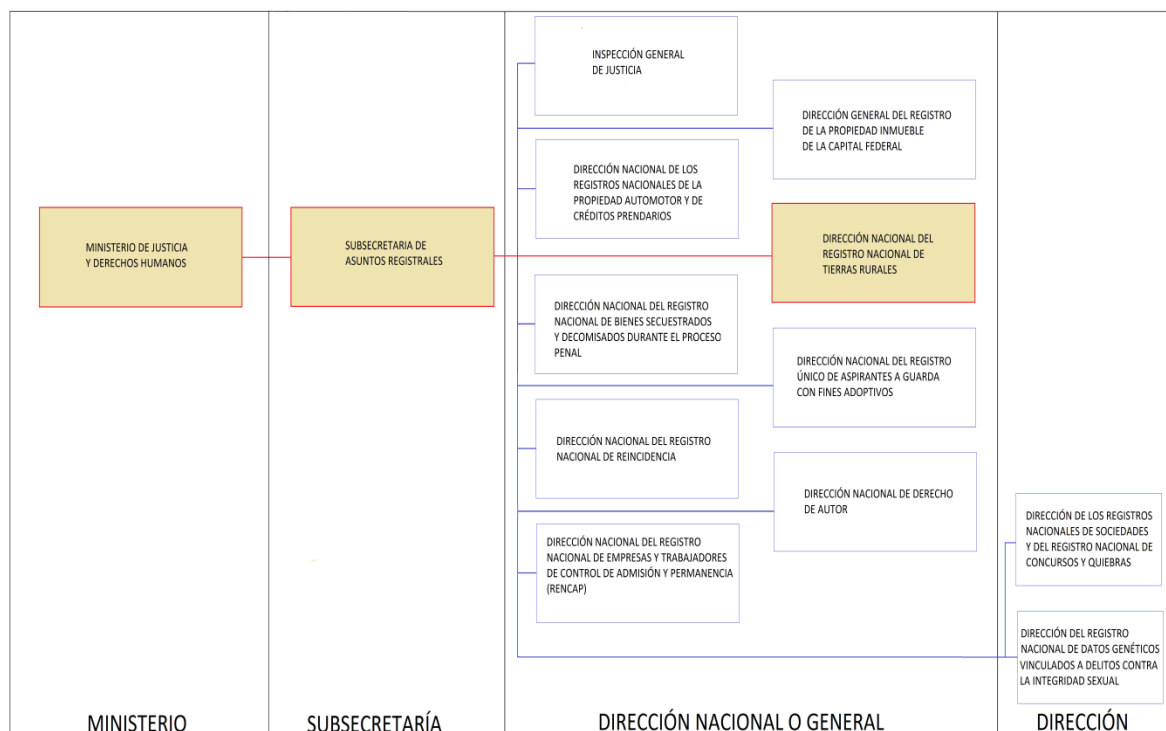 MINISTERIO DE JUSTICIA
Y DERECHOS HUMANOS
SUBSECRETARIA DE
ASUNTOS REGISTRALES
INSPECCIÓN GENERAL
DE JUSTICIA
DIRECCIÓN GENERAL DEL REGISTRO
DE LA PROPIEDAD INMUEBLE
DE LA CAPITAL FEDERAL
DIRECCIÓN NACIONAL DE LOS
REGISTROS NACIONALES DE LA
PROPIEDAD AUTOMOTOR Y DE
CRÉDITOS PRENDARIOS
DIRECCIÓN NACIONAL DEL
REGISTRO NACIONAL DE
TIERRAS RURALES
DIRECCIÓN NACIONAL DEL REGISTRO
NACIONAL DE BIENES SECUESTRADOS
Y DECOMISADOS DURANTE EL PROCESO
PENAL
DIRECCIÓN NACIONAL DEL REGISTRO
ÚNICO DE ASPIRANTES A GUARDA
CON FINES ADOPTIVOS
DIRECCIÓN NACIONAL DEL REGISTRO
NACIONAL DE REINCIDENCIA
DIRECCIÓN NACIONAL DE DERECHO
DE AUTOR
DIRECCIÓN NACIONAL DEL REGISTRO
NACIONAL DE EMPRESAS Y TRABAJADORES
DE CONTROL DE ADMISIÓN Y PERMANENCIA
(RENCAP)
DIRECCIÓN DE LOS REGISTROS
NACIONALES DE SOCIEDADES
Y DEL REGISTRO NACIONAL DE
CONCURSOS Y QUIEBRAS
DIRECCIÓN DEL REGISTRO
NACIONAL DE DATOS GENÉTICOS
VINCULADOS A DELITOS CONTRA
LA INTEGRIDAD SEXUAL
MINISTERIO
SUBSECRETARÍA
DIRECCIÓN NACIONAL O GENERAL
DIRECCIÓN